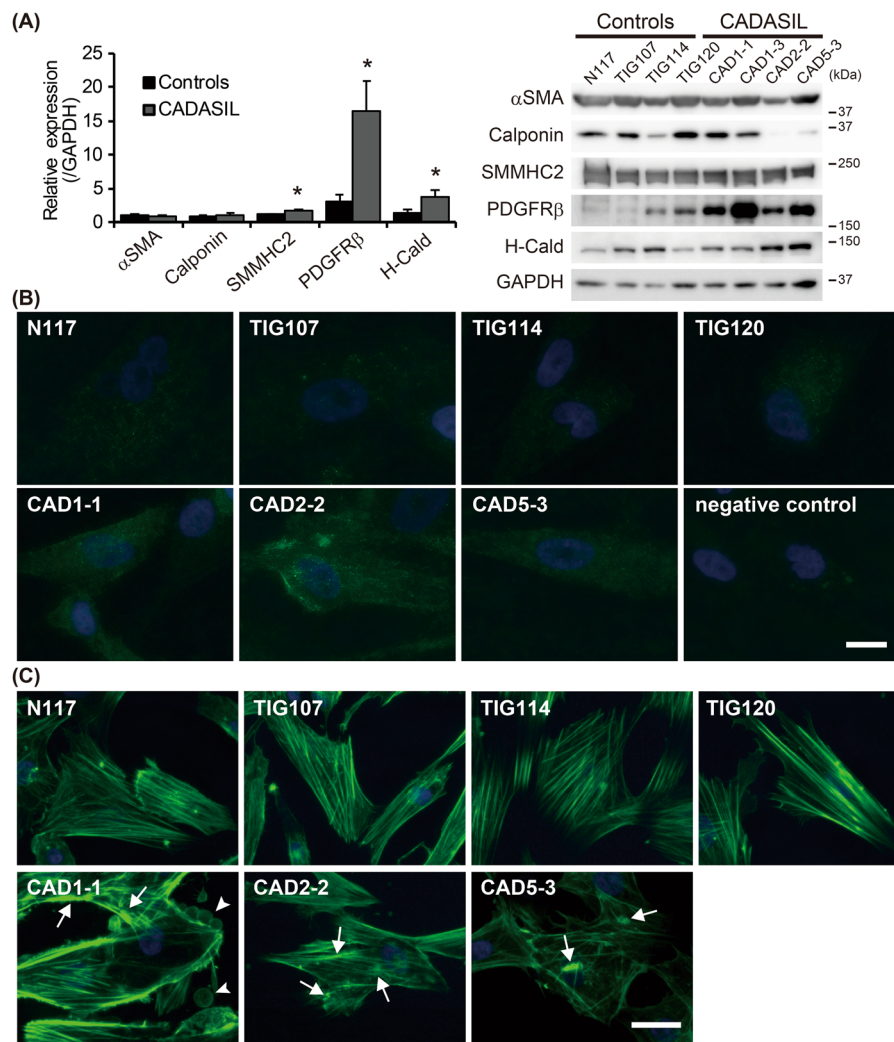 (A)
Relative expression
(/GAPDH)
25
20
15
10
5
0
Controls
CADASIL
*
*
*
αSMA
Calponin
SMMHC2
PDGFRβ
H-Cald
Controls CADASIL
N117 TIG107 TIG114 TIG120 CAD1-1 CAD1-3 CAD2-2 CAD5-3 (kDa)
αSMA
37
Calponin 37
SMMHC2 250
PDGFRβ
150
H-Cald 150
GAPDH 37
(B)
N117 TIG107 TIG114 TIG120
CAD1-1 CAD2-2 CAD5-3 negative control
(C)
N117 TIG107 TIG114 TIG120
CAD1-1 CAD2-2 CAD5-3